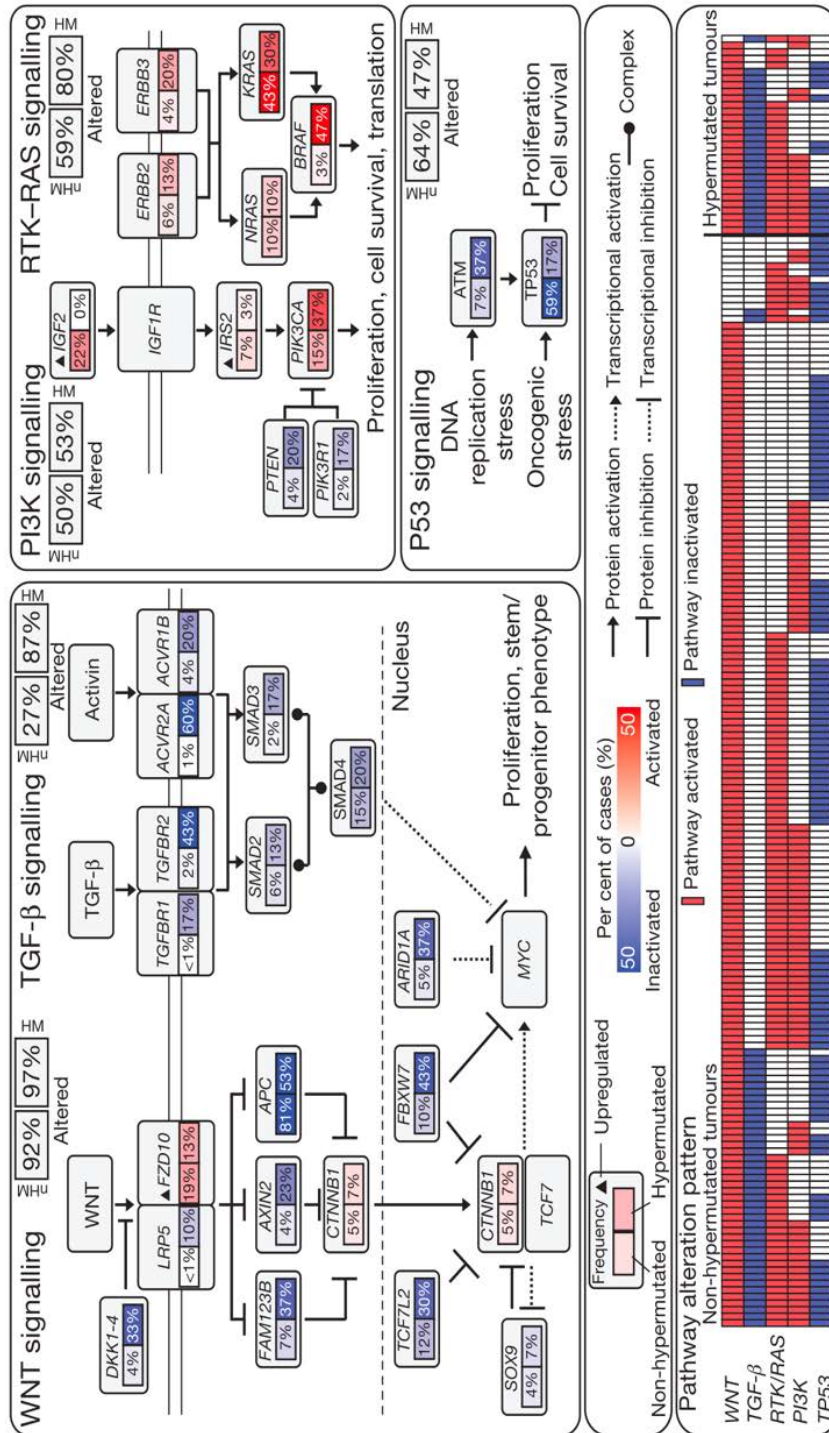 WNT signalling
nHM
92%
97%
HM
Altered
WNT
DKK1-4
4% 33%
LRP5
<1% 10%
▲FZD10
19% 13%
FAM123B
7% 37%
AXIN2
4% 23%
APC
81% 53%
CTNNB1
5% 7%
TCF7L2
12% 30%
FBXW7
10% 43%
ARID1A
5% 37%
SOX9
4% 7%
CTNNB1
5% 7%
TCF7
MYC
TGF-β signalling
nHM
27%
87%
HM
Altered
TGF-β
Activin
TGFBR1
<1% 17%
TGFBR2
2% 43%
ACVR2A
1% 60%
ACVR1B
4% 20%
SMAD2
6% 13%
SMAD3
2% 17%
SMAD4
15% 20%
Nucleus
Proliferation, stem/
progenitor phenotype
PI3K signalling
nHM
50%
53%
HM
Altered
▲IGF2
22% 0%
IGF1R
▲IRS2
7% 3%
PTEN
4% 20%
PIK3R1
2% 17%
PIK3CA
15% 37%
RTK–RAS signalling
nHM
59%
80%
HM
Altered
ERBB2
6% 13%
ERBB3
4% 20%
NRAS
10% 10%
KRAS
43% 30%
BRAF
3% 47%
Proliferation, cell survival, translation
P53 signalling
nHM
64%
47%
HM
Altered
DNA
replication
stress
ATM
7% 37%
Oncogenic
stress
TP53
59% 17%
Proliferation
Cell survival
Frequency ▲
Upregulated
Non-hypermutated
Hypermutated
Per cent of cases (%)
50 0 50
Inactivated Activated
Protein activation
Transcriptional activation
Complex
Protein inhibition
Transcriptional inhibition
Pathway alteration pattern
Pathway activated
Pathway inactivated
Non-hypermutated tumours
Hypermutated tumours
WNT
TGF-β
RTK/RAS
PI3K
TP53